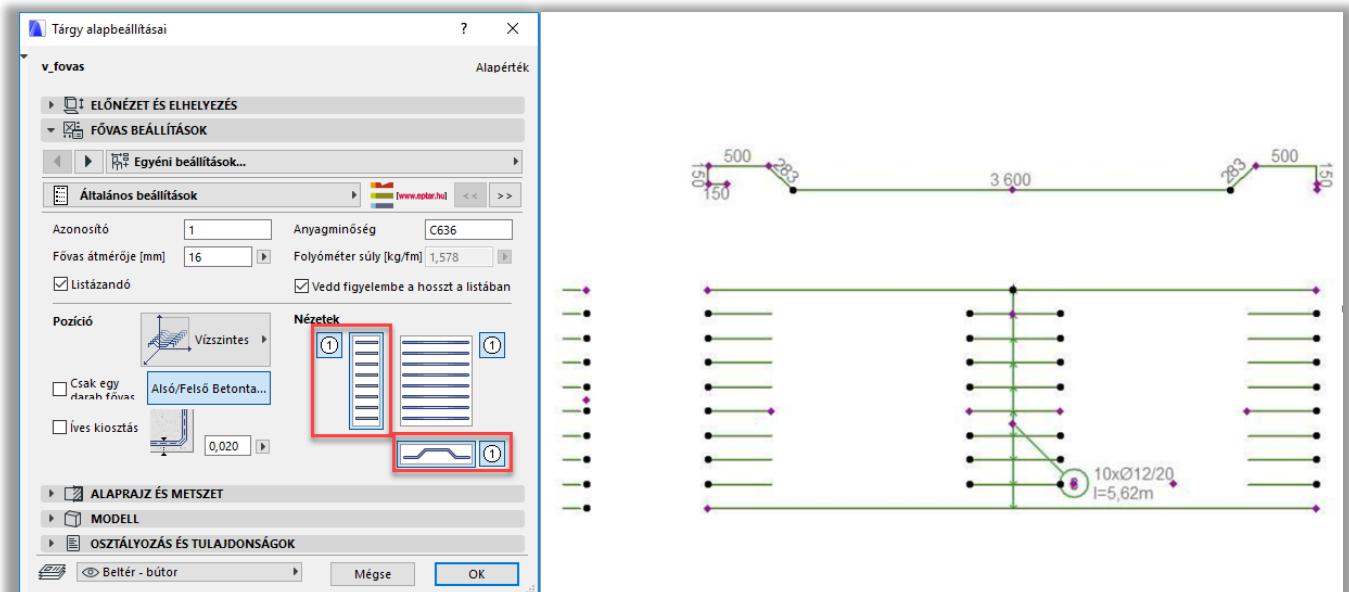 Tárgy alapbeállításai ? ×
v_fovas Alapérték
ELŐNÉZET ÉS ELHELYEZÉS
FŐVAS BEÁLLÍTÁSOK
Egyéni beállítások...
Általános beállítások [www.eptar.hu] << >>
Azonosító 1 Anyagminőség C636
Fővas átmérője [mm] 16 Folyóméter súly [kg/fm] 1,578
Listázandó Vedd figyelembe a hosszt a listában
Pozíció Nézetek
Vízszintes 1 1
Csak egy
darab fővas
Alsó/Felső Betonta...
Íves kiosztás 0,020 1
ALAPRAJZ ÉS METSZET
MODELL
OSZTÁLYOZÁS ÉS TULAJDONSÁGOK
Beltér - bútor Mégse OK
500 283 3 600 283 500
150 150
150
10xØ12/20
l=5,62m